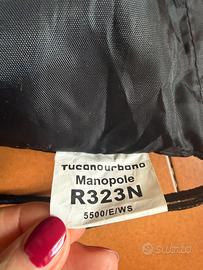 Tucanourbano
Manopole
R323N
5500/E/WS
subito